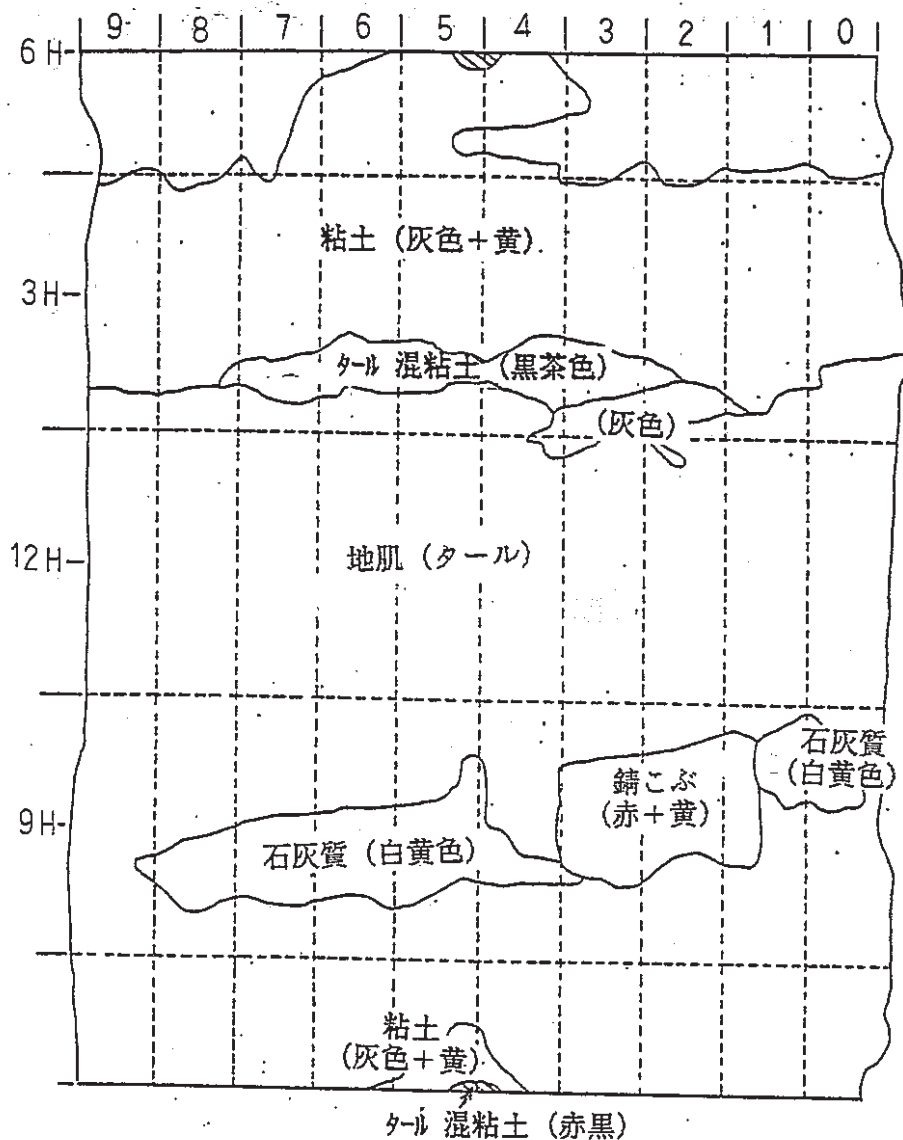 9 8 7 6 5 4 3 2 1 0
6H
粘土(灰色+黄)
3H
タール 混粘土(黒茶色)
(灰色)
12H
地肌(タール)
石灰質
(白黄色)
錆こぶ
(赤+黄)
9H
石灰質(白黄色)
粘土
(灰色+黄)
タール 混粘土(赤黒)